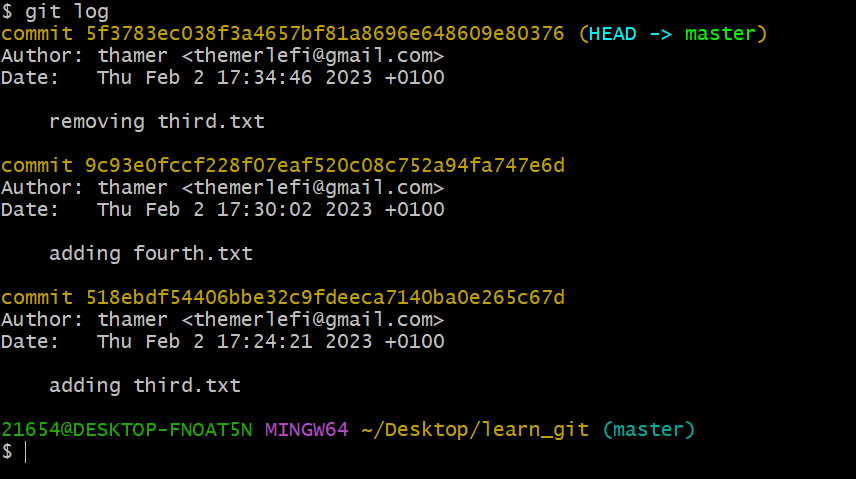 $ git log
commit 5f3783ec038f3a4657bf81a8696e648609e80376 (HEAD -> master)
Author: thamer <themerlefi@gmail.com>
Date:   Thu Feb 2 17:34:46 2023 +0100
    removing third.txt
commit 9c93e0fccf228f07eaf520c08c752a94fa747e6d
Author: thamer <themerlefi@gmail.com>
Date:   Thu Feb 2 17:30:02 2023 +0100
    adding fourth.txt
commit 518ebdf54406bbe32c9fdeeca7140ba0e265c67d
Author: thamer <themerlefi@gmail.com>
Date:   Thu Feb 2 17:24:21 2023 +0100
    adding third.txt
21654@DESKTOP-FNOAT5N MINGW64 ~/Desktop/learn_git (master)
$